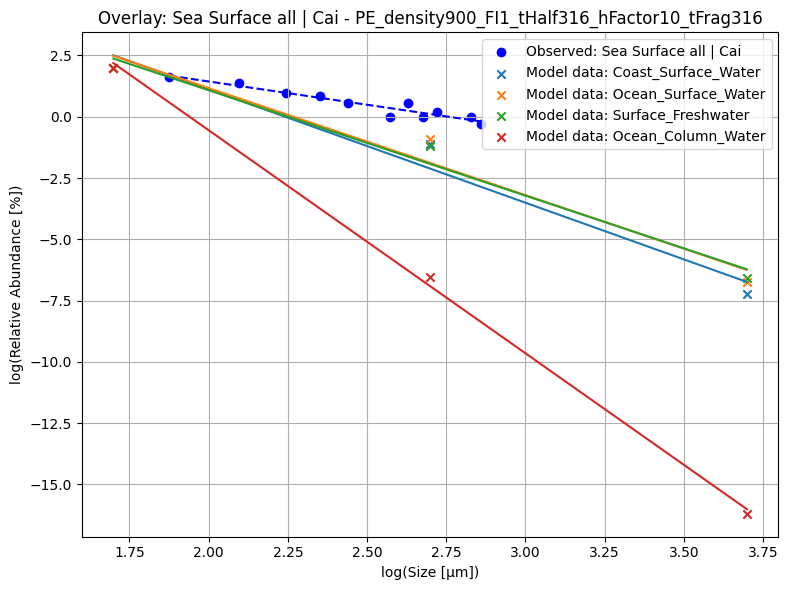 Overlay: Sea Surface all | Cai - PE_density900_FI1_tHalf316_hFactor10_tFrag316
Observed: Sea Surface all | Cai
Model data: Coast_Surface_Water
Model data: Ocean_Surface_Water
Model data: Surface_Freshwater
Model data: Ocean_Column_Water
log(Relative Abundance [%])
2.5
0.0
−2.5
−5.0
−7.5
−10.0
−12.5
−15.0
1.75 2.00 2.25 2.50 2.75 3.00 3.25 3.50 3.75
log(Size [μm])